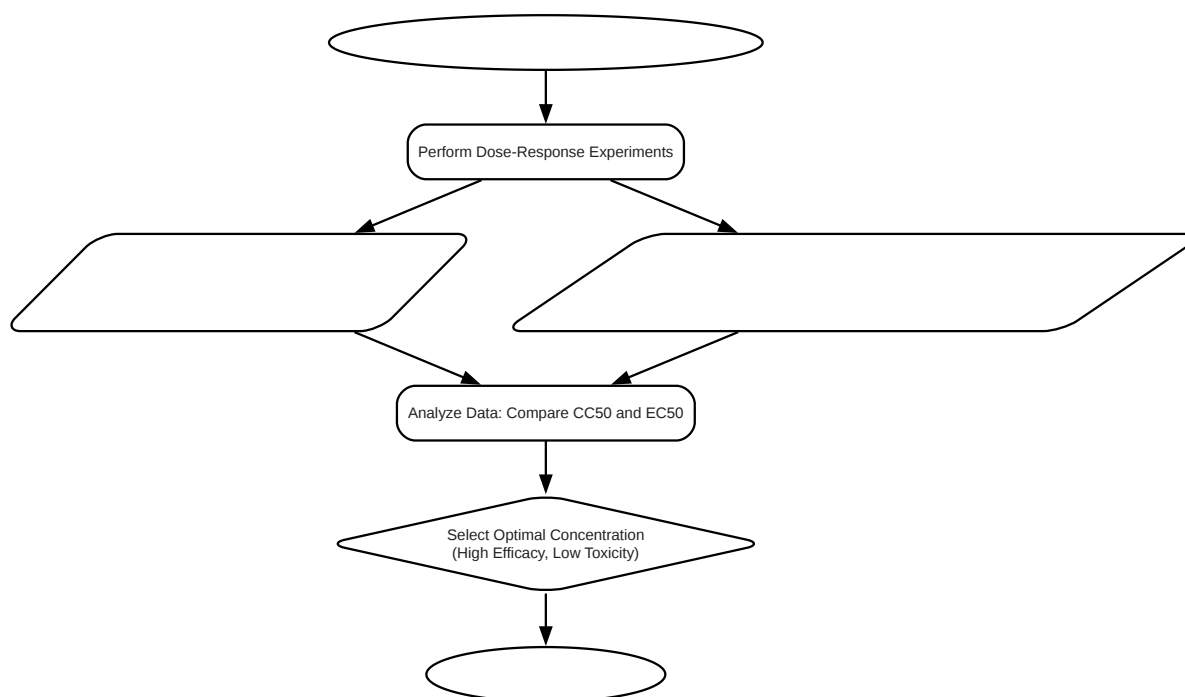 Perform Dose-Response Experiments
Analyze Data: Compare CC50 and EC50
Select Optimal Concentration
(High Efficacy, Low Toxicity)